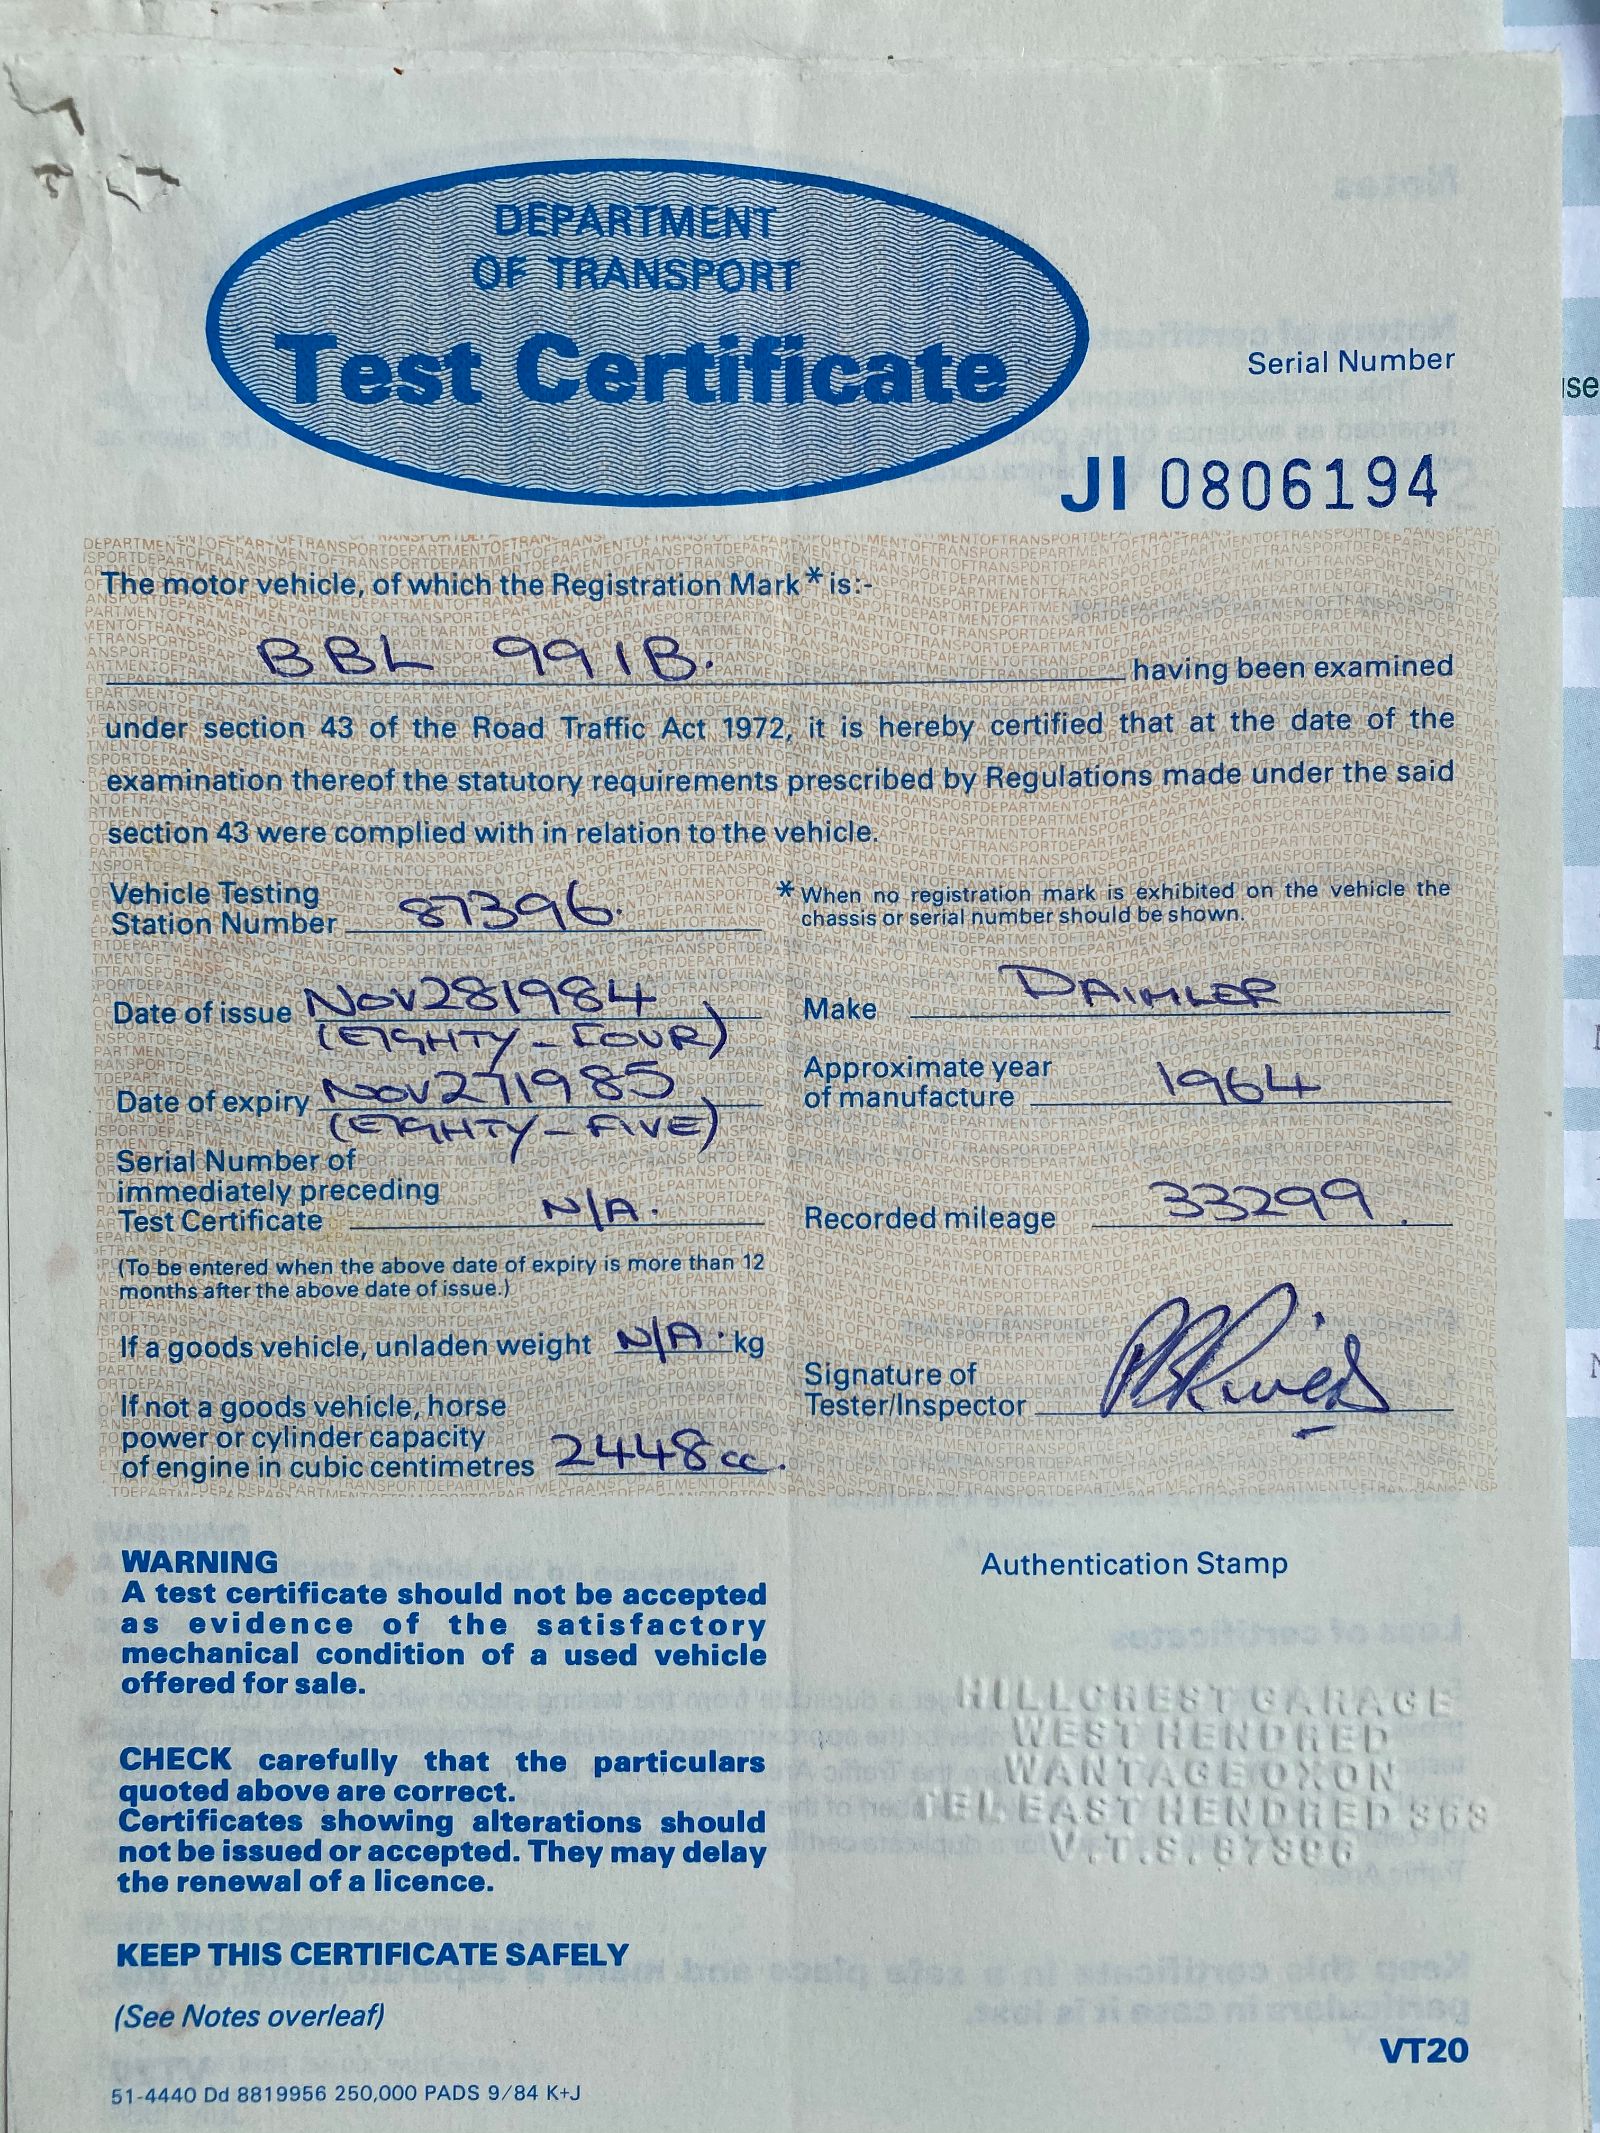 DEPARTMENT
OF TRANSPORT
Test Certificate
Serial Number
JI 0806194
The motor vehicle, of which the Registration Mark* is:-
BBL 991B. having been examined
under section 43 of the Road Traffic Act 1972, it is hereby certified that at the date of the
examination thereof the statutory requirements prescribed by Regulations made under the said
section 43 were complied with in relation to the vehicle.
Vehicle Testing
Station Number 87396.
* When no registration mark is exhibited on the vehicle the
chassis or serial number should be shown.
Date of issue Nov 28 1984
(EIGHTY-FOUR)
Date of expiry Nov 27 1985
(EIGHTY-FIVE)
Serial Number of
immediately preceding
Test Certificate N/A.
(To be entered when the above date of expiry is more than 12
months after the above date of issue.)
If a goods vehicle, unladen weight N/A. kg
If not a goods vehicle, horse
power or cylinder capacity
of engine in cubic centimetres 2448cc.
Make DAIMLER
Approximate year
of manufacture 1964
Recorded mileage 33299.
Signature of
Tester/Inspector
WARNING
A test certificate should not be accepted
as evidence of the satisfactory
mechanical condition of a used vehicle
offered for sale.
CHECK carefully that the particulars
quoted above are correct.
Certificates showing alterations should
not be issued or accepted. They may delay
the renewal of a licence.
KEEP THIS CERTIFICATE SAFELY
(See Notes overleaf)
51-4440 Dd 8819956 250,000 PADS 9/84 K+J
Authentication Stamp
HILLCREST GARAGE
WEST HENDRED
WANTAGE OXON
TEL EAST HENDRED 363
V.T.S. 87396
VT20